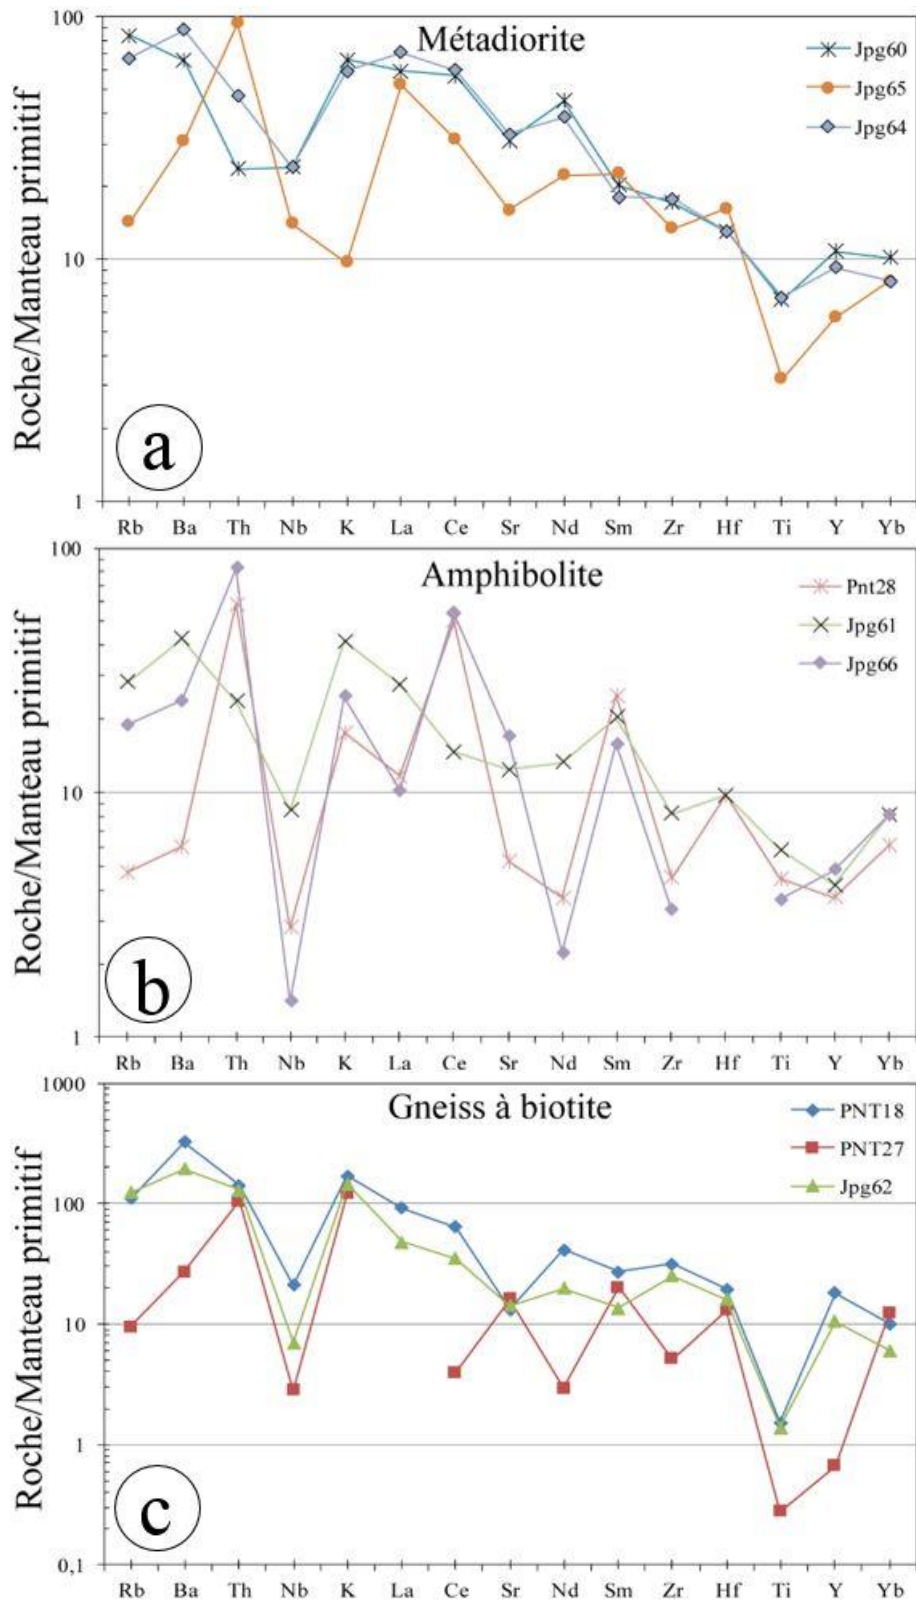 Métadiorite
Roche/Manteau primitif
100
10
1
Jpg60
Jpg65
Jpg64
a
Rb Ba Th Nb K La Ce Sr Nd Sm Zr Hf Ti Y Yb
Amphibolite
Roche/Manteau primitif
100
10
1
Pnt28
Jpg61
Jpg66
b
Rb Ba Th Nb K La Ce Sr Nd Sm Zr Hf Ti Y Yb
Gneiss à biotite
Roche/Manteau primitif
1000
100
10
1
0,1
PNT18
PNT27
Jpg62
c
Rb Ba Th Nb K La Ce Sr Nd Sm Zr Hf Ti Y Yb